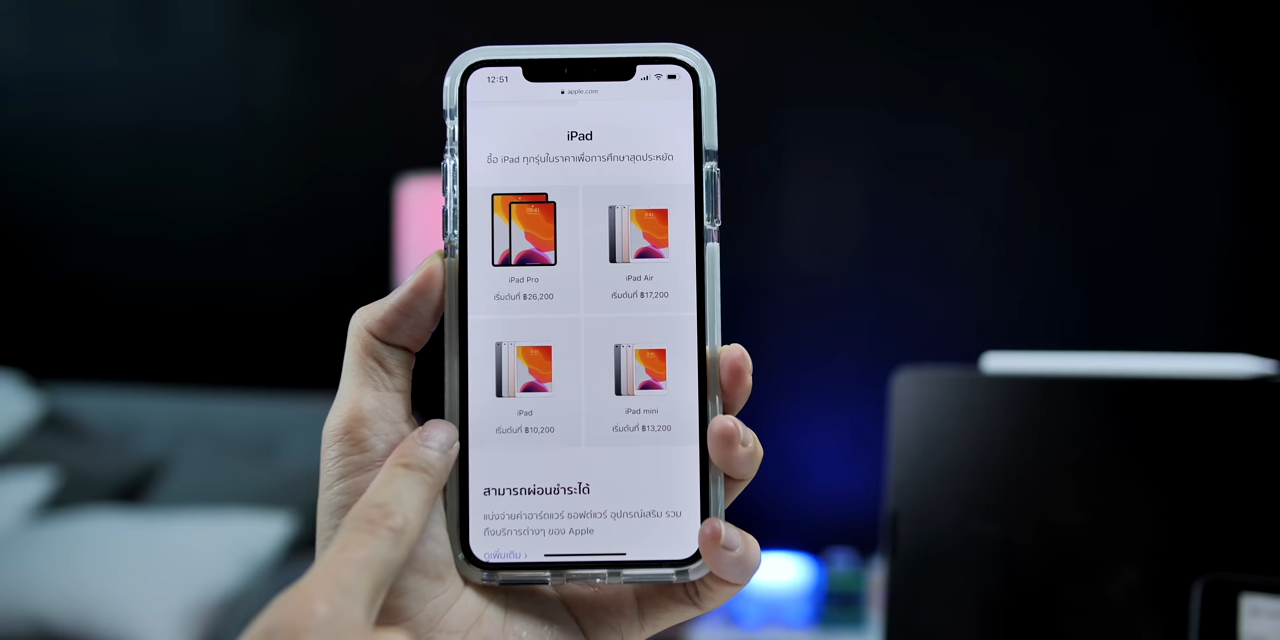 12:51
apple.com
iPad
ซื้อ iPad ทุกรุ่นในราคาเพื่อการศึกษาสุดประหยัด
iPad Pro
เริ่มต้นที่ ฿26,200
iPad Air
เริ่มต้นที่ ฿17,200
iPad
เริ่มต้นที่ ฿10,200
iPad mini
เริ่มต้นที่ ฿13,200
สามารถผ่อนชำระได้
แบ่งจ่ายค่าฮาร์ดแวร์ ซอฟต์แวร์ อุปกรณ์เสริม รวม
ถึงบริการต่างๆ ของ Apple
ดูเพิ่มเติม ›